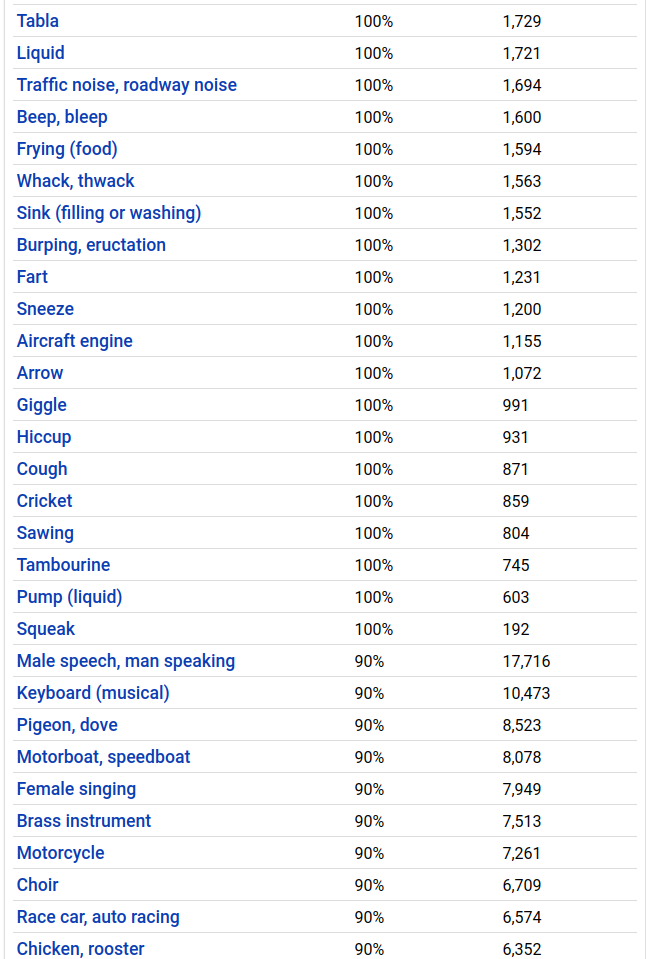 Tabla 100% 1,729
Liquid 100% 1,721
Traffic noise, roadway noise 100% 1,694
Beep, bleep 100% 1,600
Frying (food) 100% 1,594
Whack, thwack 100% 1,563
Sink (filling or washing) 100% 1,552
Burping, eructation 100% 1,302
Fart 100% 1,231
Sneeze 100% 1,200
Aircraft engine 100% 1,155
Arrow 100% 1,072
Giggle 100% 991
Hiccup 100% 931
Cough 100% 871
Cricket 100% 859
Sawing 100% 804
Tambourine 100% 745
Pump (liquid) 100% 603
Squeak 100% 192
Male speech, man speaking 90% 17,716
Keyboard (musical) 90% 10,473
Pigeon, dove 90% 8,523
Motorboat, speedboat 90% 8,078
Female singing 90% 7,949
Brass instrument 90% 7,513
Motorcycle 90% 7,261
Choir 90% 6,709
Race car, auto racing 90% 6,574
Chicken, rooster 90% 6,352